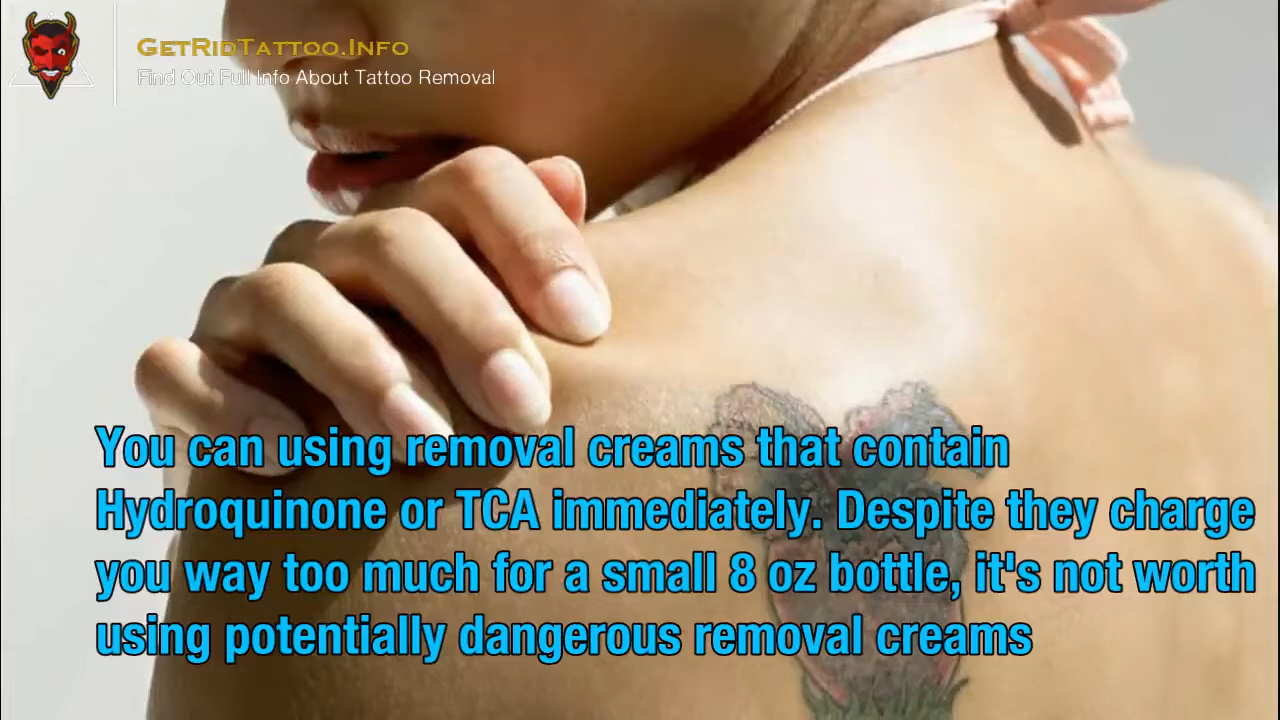 GetRidTattoo.Info
Find Out Full Info About Tattoo Removal
You can using removal creams that contain
Hydroquinone or TCA immediately. Despite they charge
you way too much for a small 8 oz bottle, it's not worth
using potentially dangerous removal creams